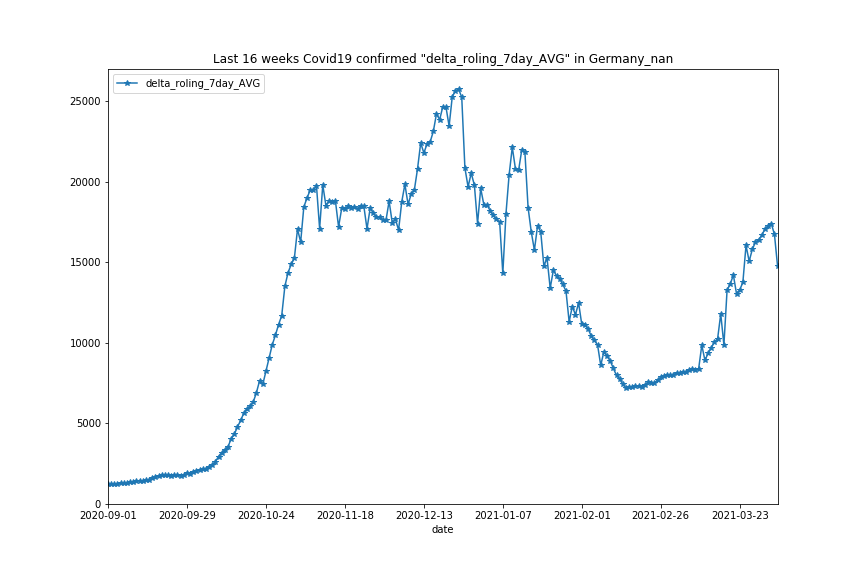 Last 16 weeks Covid19 confirmed "delta_roling_7day_AVG" in Germany_nan
delta_roling_7day_AVG
25000
20000
15000
10000
5000
0
2020-09-01 2020-09-29 2020-10-24 2020-11-18 2020-12-13 2021-01-07 2021-02-01 2021-02-26 2021-03-23
date